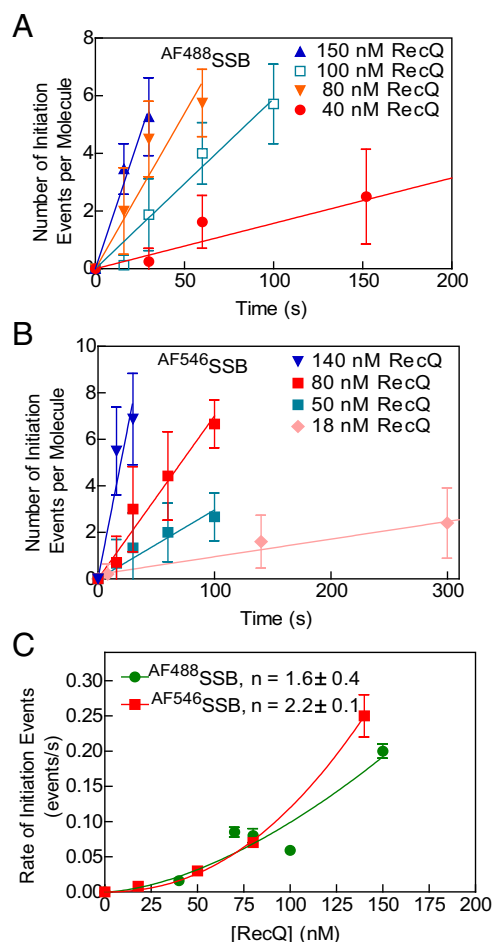 A
AF488SSB
150 nM RecQ
100 nM RecQ
80 nM RecQ
40 nM RecQ
Number of Initiation
Events per Molecule
8
6
4
2
0
0 50 100 150 200
Time (s)
B
AF546SSB
140 nM RecQ
80 nM RecQ
50 nM RecQ
18 nM RecQ
Number of Initiation
Events per Molecule
10
8
6
4
2
0
0 100 200 300
Time (s)
C
AF488SSB, n = 1.6± 0.4
AF546SSB, n = 2.2± 0.1
Rate of Initiation Events
(events/s)
0.30
0.25
0.20
0.15
0.10
0.05
0.00
0 25 50 75 100 125 150 175 200
[RecQ] (nM)